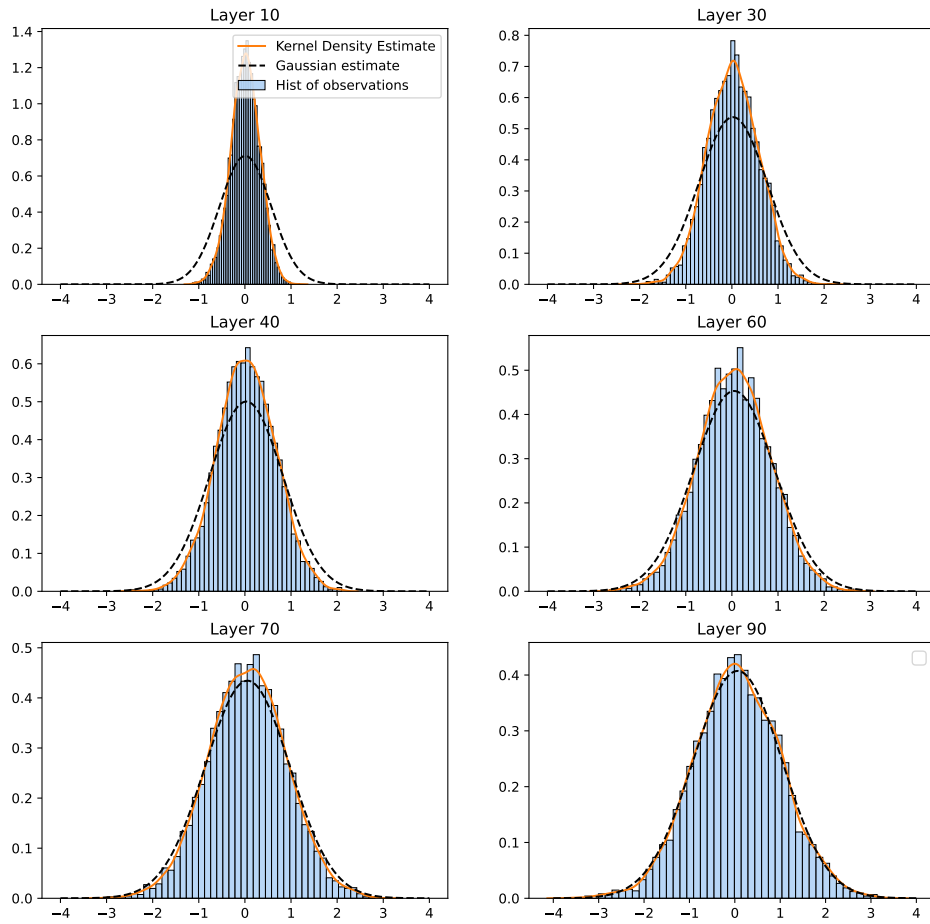 Layer 10
1.4
1.2
1.0
0.8
0.6
0.4
0.2
0.0
−4 −3 −2 −1 0 1 2 3 4
Kernel Density Estimate
Gaussian estimate
Hist of observations
Layer 30
0.8
0.7
0.6
0.5
0.4
0.3
0.2
0.1
0.0
−4 −3 −2 −1 0 1 2 3 4
Layer 40
0.6
0.5
0.4
0.3
0.2
0.1
0.0
−4 −3 −2 −1 0 1 2 3 4
Layer 60
0.5
0.4
0.3
0.2
0.1
0.0
−4 −3 −2 −1 0 1 2 3 4
Layer 70
0.5
0.4
0.3
0.2
0.1
0.0
−4 −3 −2 −1 0 1 2 3 4
Layer 90
0.4
0.3
0.2
0.1
0.0
−4 −3 −2 −1 0 1 2 3 4